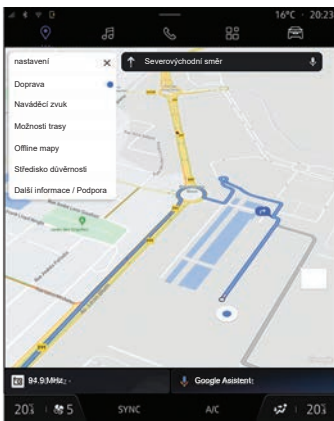 16°C · 20:23
nastavení
Severovýchodní směr
Doprava
Naváděcí zvuk
Možnosti trasy
Offline mapy
Středisko důvěrnosti
Další informace / Podpora
94.9 MHz
Google Asistent
20.5
5
SYNC
A/C
20.5